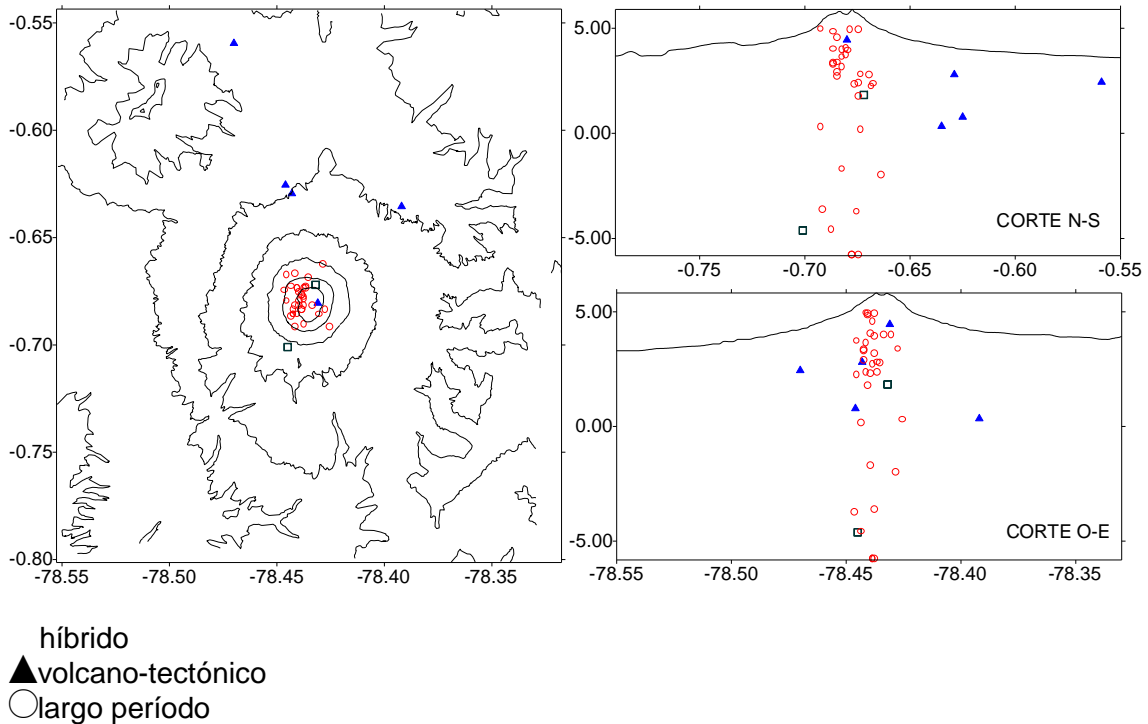 -0.55
-0.60
-0.65
-0.70
-0.75
-0.80
-78.55 -78.50 -78.45 -78.40 -78.35
5.00
0.00
-5.00
CORTE N-S
-0.75 -0.70 -0.65 -0.60 -0.55
5.00
0.00
-5.00
CORTE O-E
-78.55 -78.50 -78.45 -78.40 -78.35
híbrido
volcano-tectónico
largo período